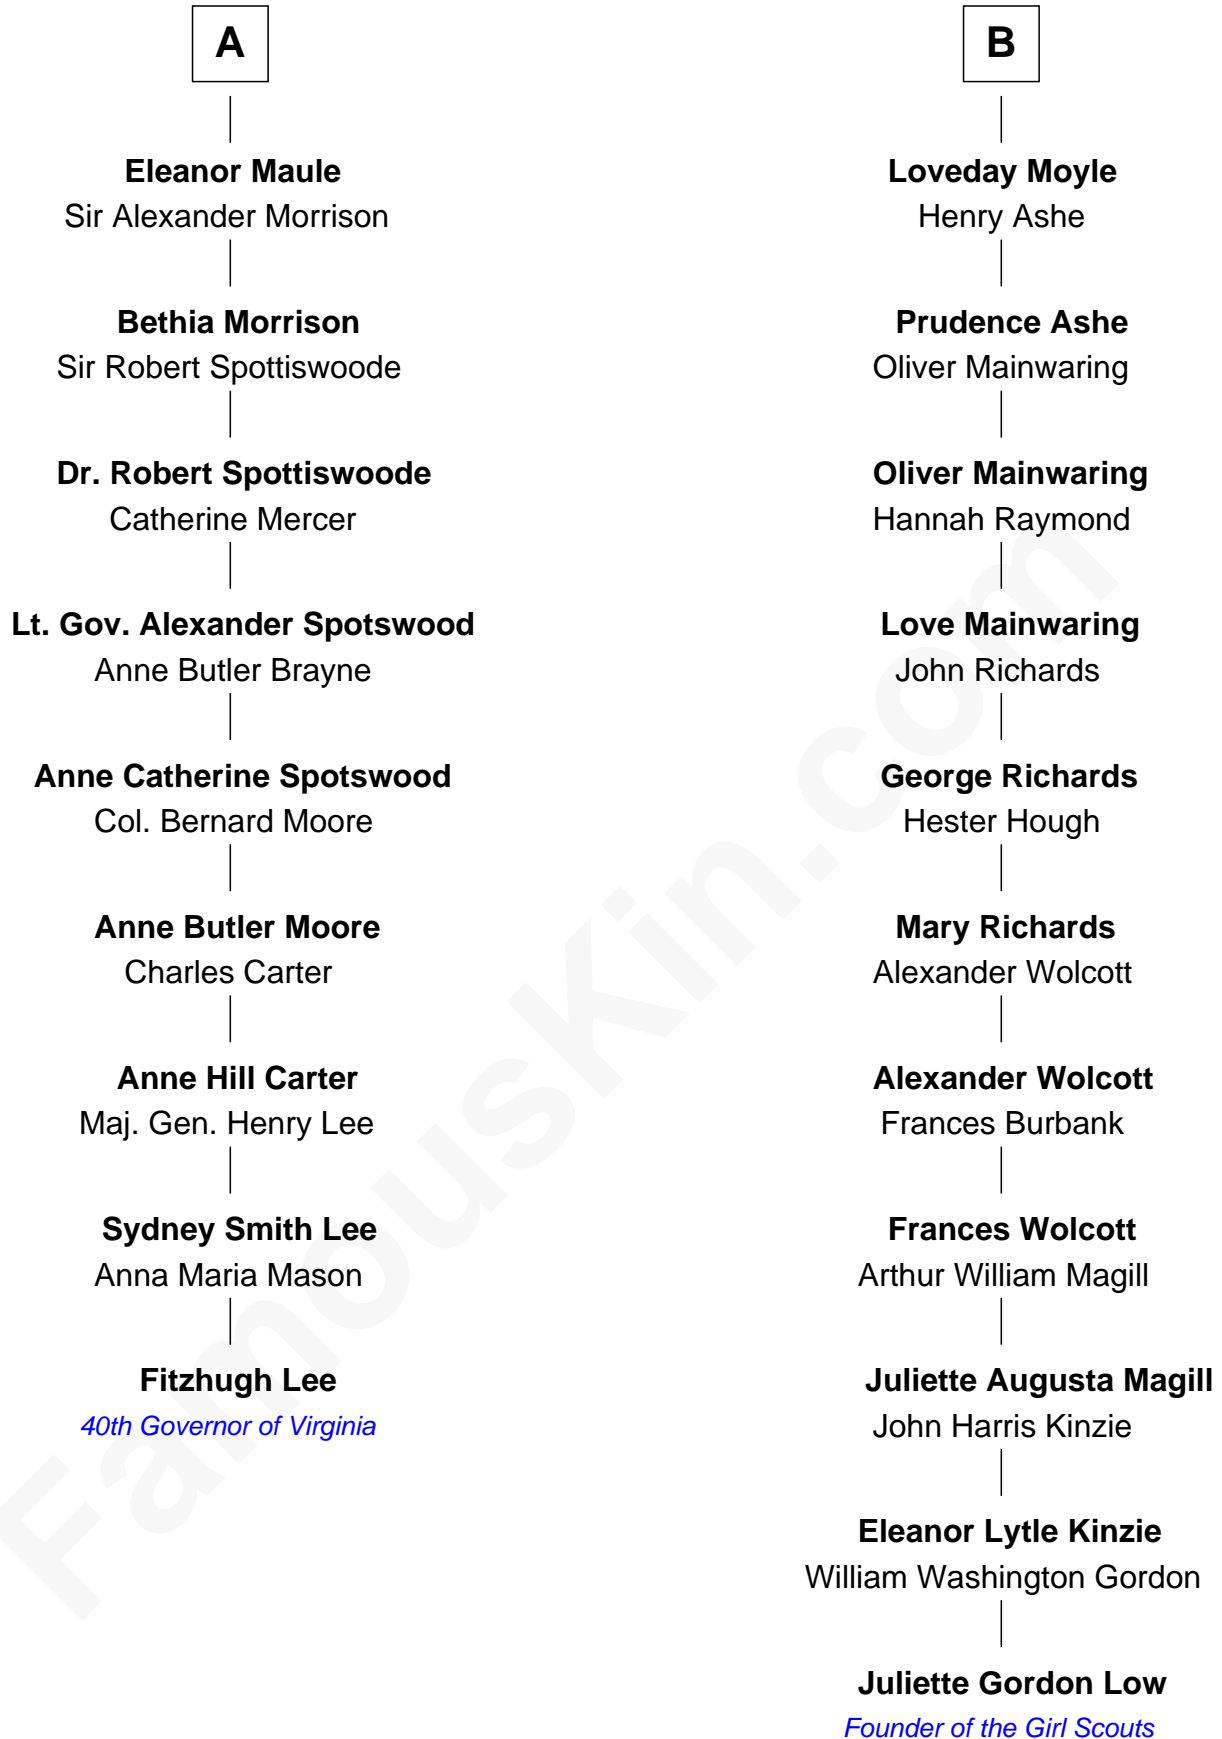 A
Eleanor Maule
Sir Alexander Morrison
Bethia Morrison
Sir Robert Spottiswoode
Dr. Robert Spottiswoode
Catherine Mercer
Lt. Gov. Alexander Spotswood
Anne Butler Brayne
Anne Catherine Spotswood
Col. Bernard Moore
Anne Butler Moore
Charles Carter
Anne Hill Carter
Maj. Gen. Henry Lee
Sydney Smith Lee
Anna Maria Mason
Fitzhugh Lee
40th Governor of Virginia
B
Loveday Moyle
Henry Ashe
Prudence Ashe
Oliver Mainwaring
Oliver Mainwaring
Hannah Raymond
Love Mainwaring
John Richards
George Richards
Hester Hough
Mary Richards
Alexander Wolcott
Alexander Wolcott
Frances Burbank
Frances Wolcott
Arthur William Magill
Juliette Augusta Magill
John Harris Kinzie
Eleanor Lytle Kinzie
William Washington Gordon
Juliette Gordon Low
Founder of the Girl Scouts
FamousKin.com